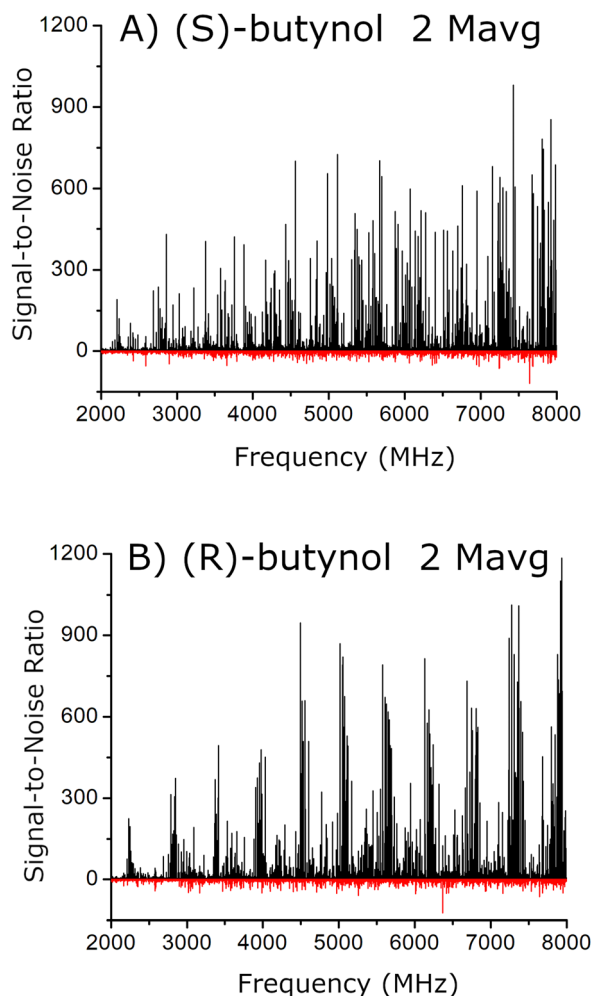 A) (S)-butynol 2 Mavg
1200
900
600
300
0
Signal-to-Noise Ratio
2000 3000 4000 5000 6000 7000 8000
Frequency (MHz)
B) (R)-butynol 2 Mavg
1200
900
600
300
0
Signal-to-Noise Ratio
2000 3000 4000 5000 6000 7000 8000
Frequency (MHz)